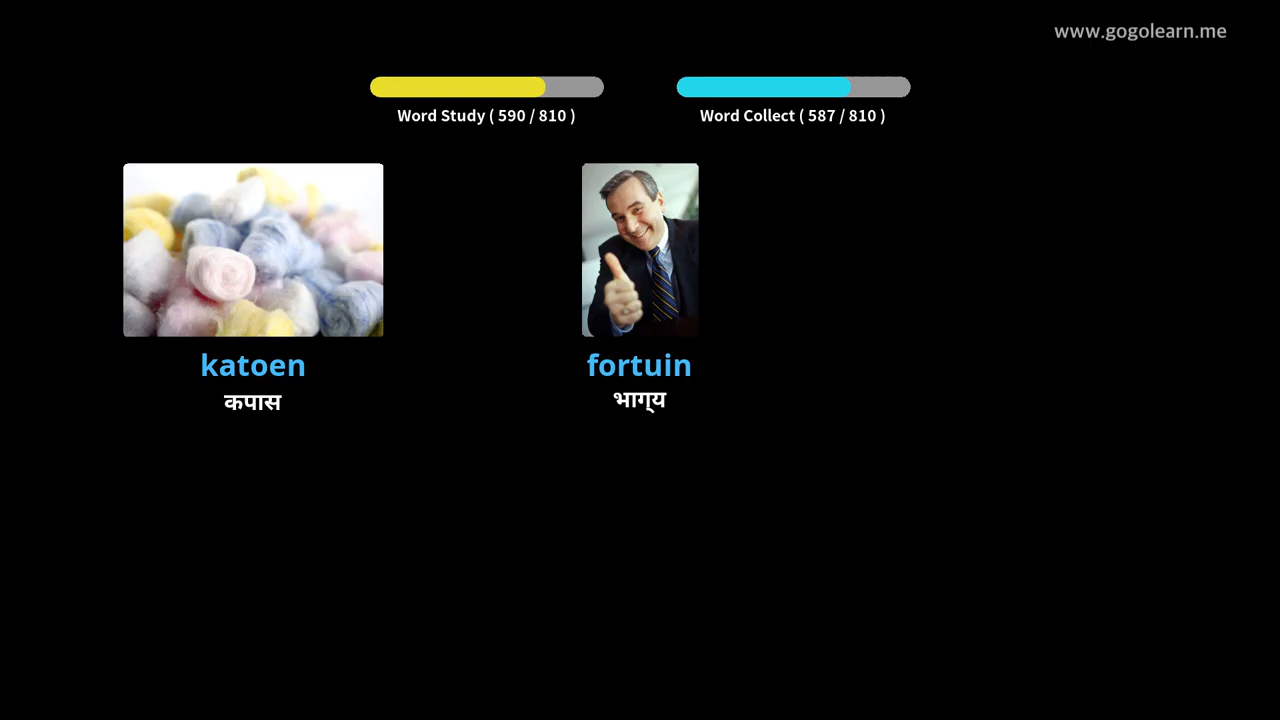 www.gogolearn.me
Word Study ( 590 / 810 )
Word Collect ( 587 / 810 )
katoen
कपास
fortuin
भाग्य